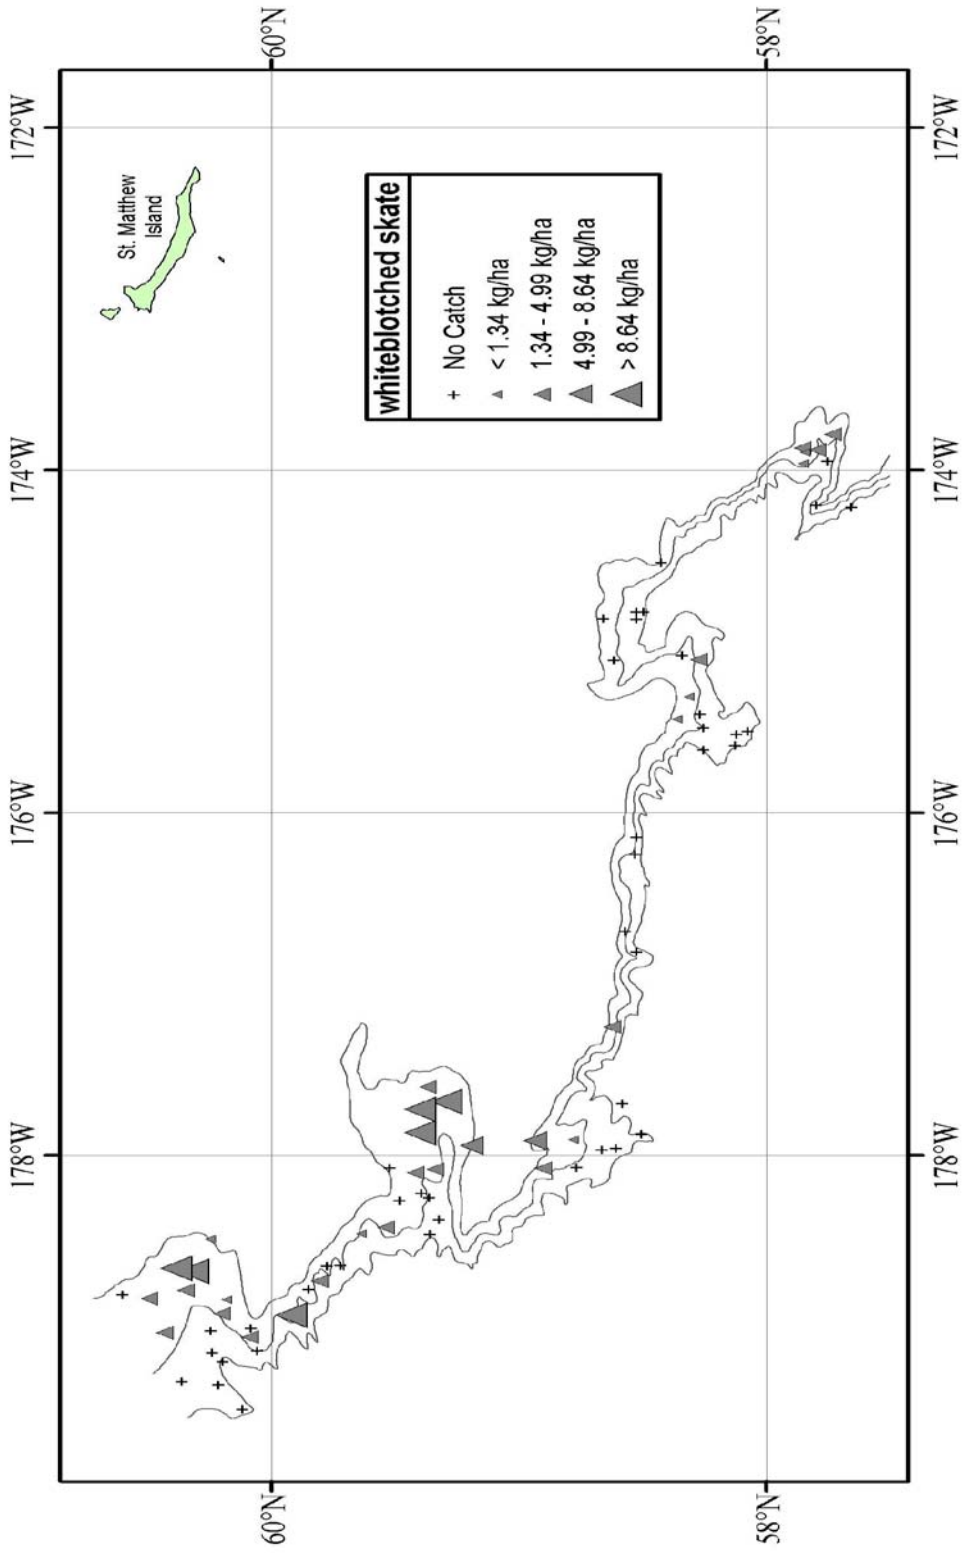 178°W
176°W
174°W
172°W
60°N
60°N
St. Matthew
Island
whiteblotched skate
No Catch
< 1.34 kg/ha
1.34 - 4.99 kg/ha
4.99 - 8.64 kg/ha
> 8.64 kg/ha
58°N
58°N
178°W
176°W
174°W
172°W